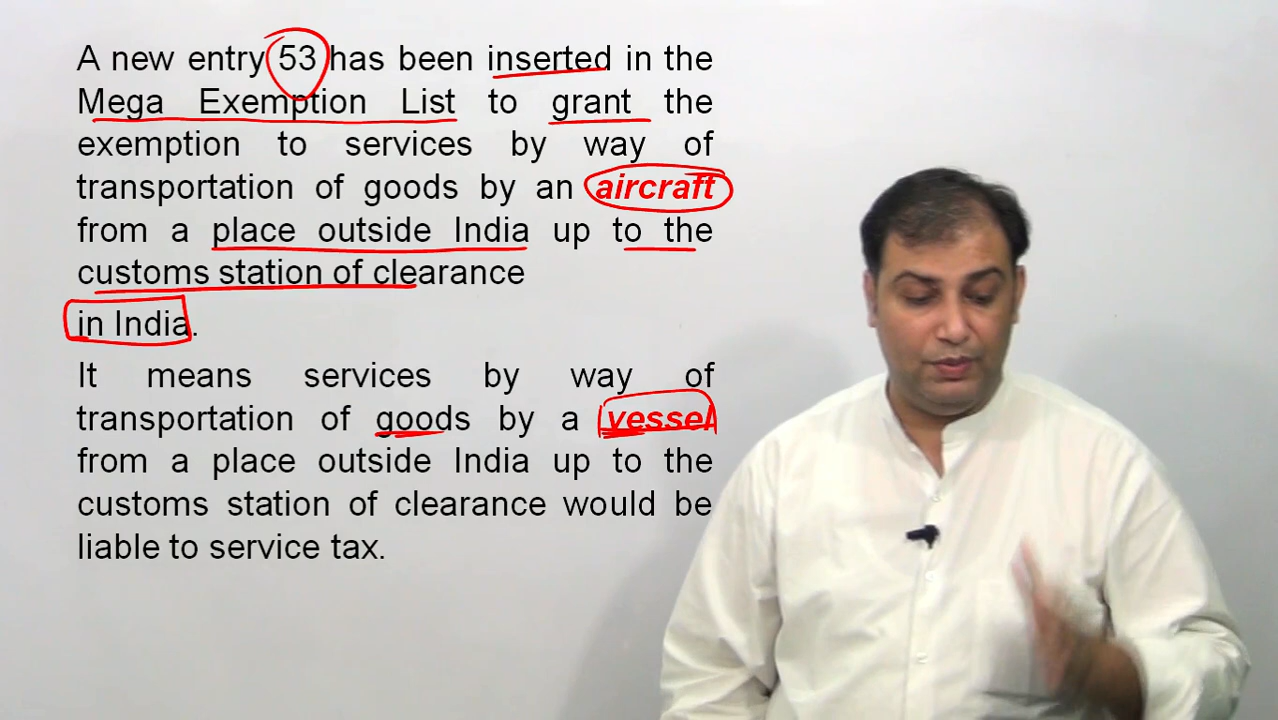 A new entry 53 has been inserted in the
Mega Exemption List to grant the
exemption to services by way of
transportation of goods by an aircraft
from a place outside India up to the
customs station of clearance
in India.
It means services by way of
transportation of goods by a vessel
from a place outside India up to the
customs station of clearance would be
liable to service tax.